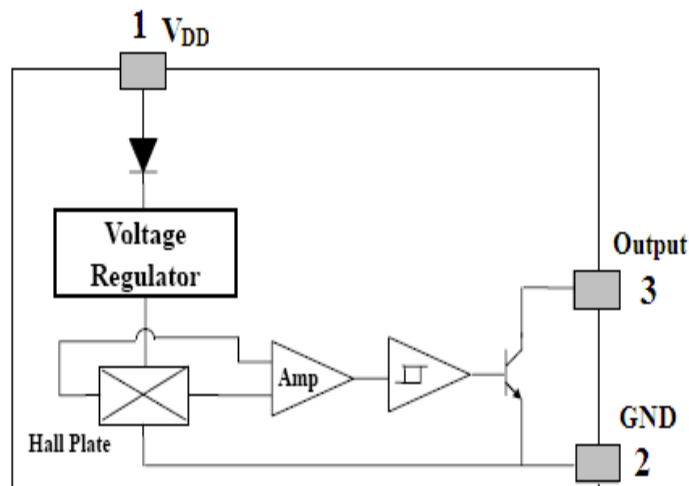 1 VDD
Voltage
Regulator
Output
3
Amp
Hall Plate
GND
2